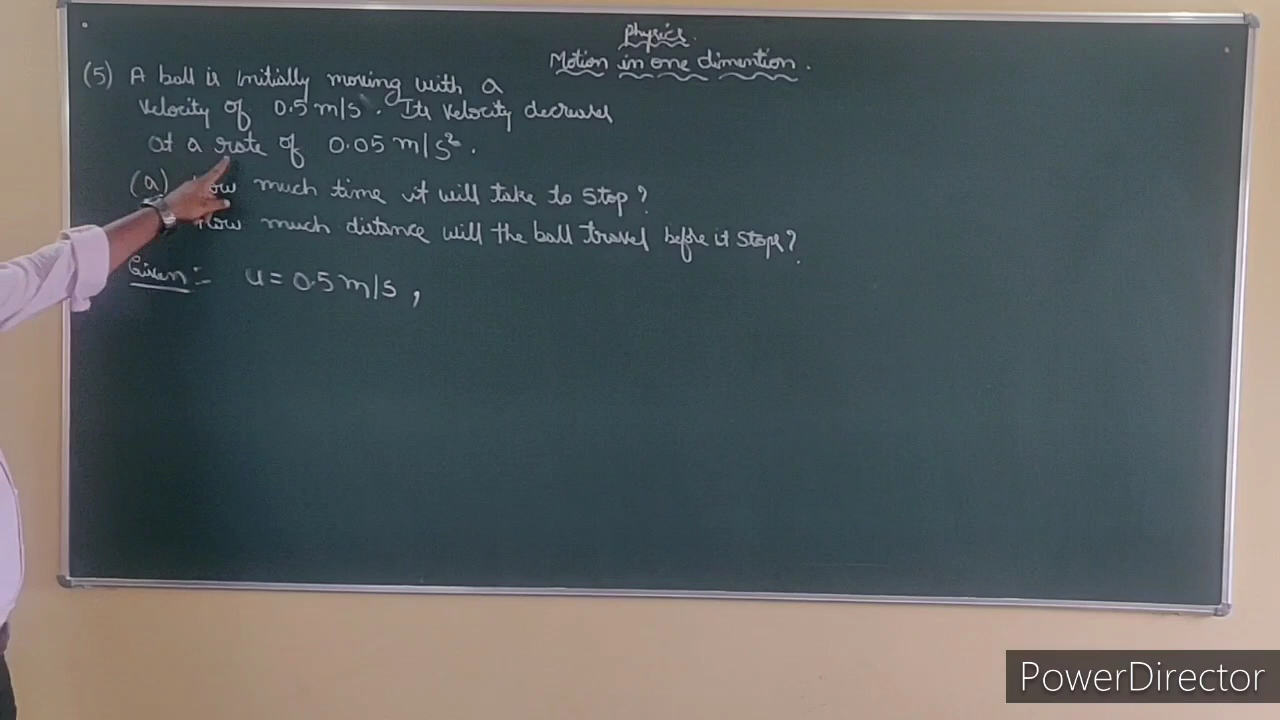 Physics.
Motion in one dimention.
(5) A ball is initially moving with a
velocity of 0.5 m/s. Its velocity decreases
at a rate of 0.05 m/s².
(a) How much time it will take to stop?
How much distance will the ball travel before it stops?
Given:- u = 0.5 m/s,
PowerDirector